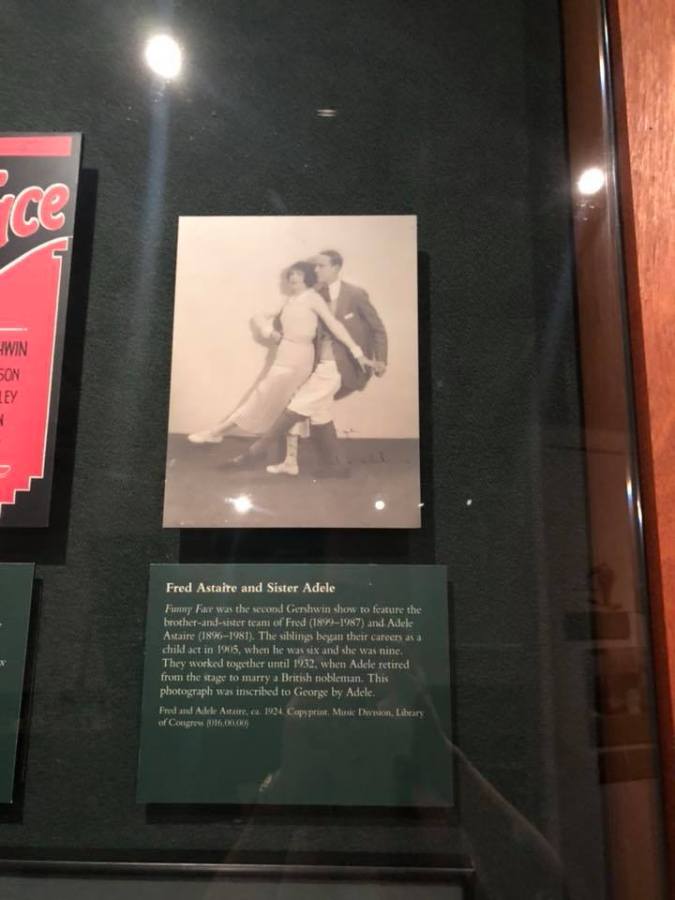 ace
HWIN
SON
LEY
N
Fred Astaire and Sister Adele
Funny Face was the second Gershwin show to feature the
brother-and-sister team of Fred (1899–1987) and Adele
Astaire (1896–1981). The siblings began their careers as a
child act in 1905, when he was six and she was nine.
They worked together until 1932, when Adele retired
from the stage to marry a British nobleman. This
photograph was inscribed to George by Adele.
Fred and Adele Astaire, ca. 1924. Copyprint. Music Division, Library
of Congress (016.00.00)